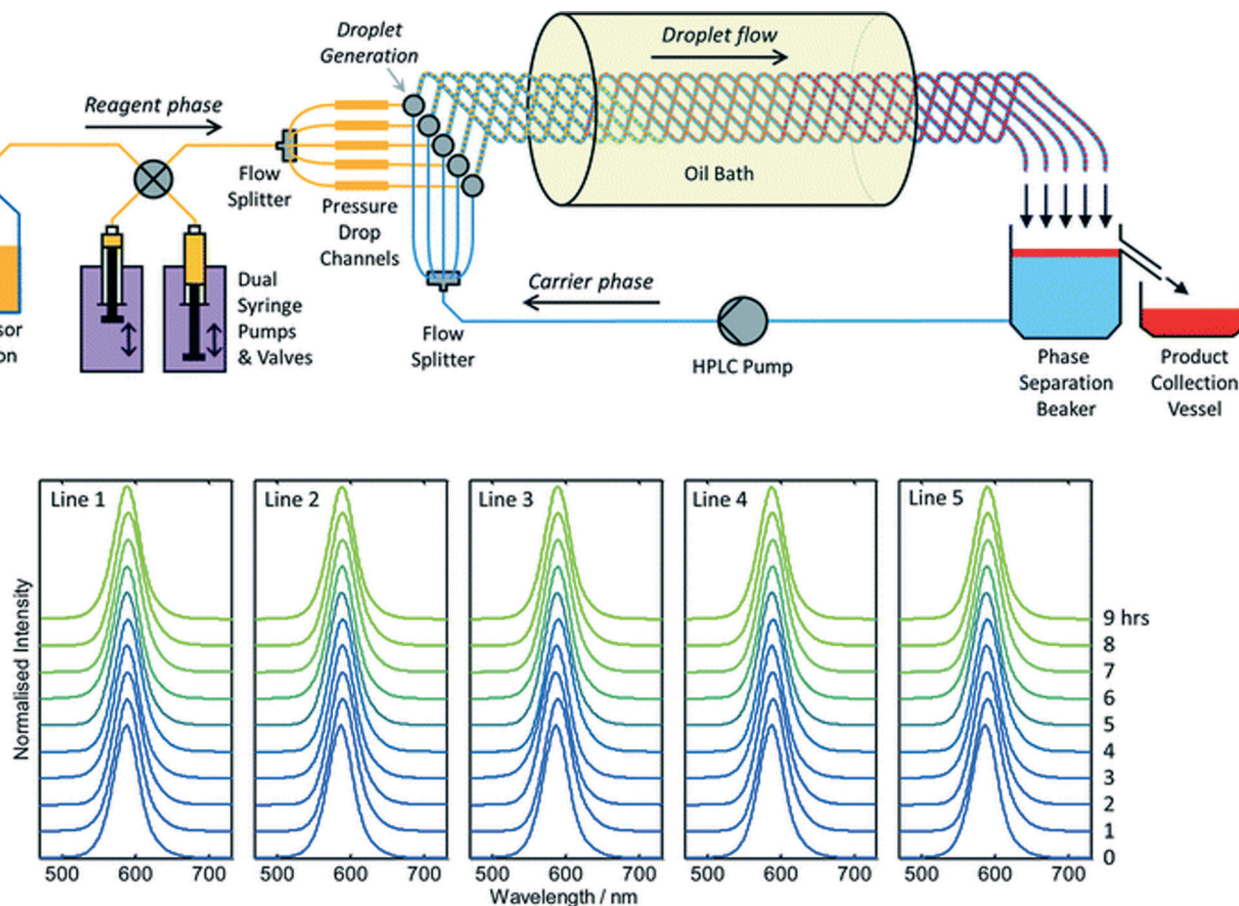 Droplet
Generation
Droplet flow
Reagent phase
Flow
Splitter
Pressure
Drop
Channels
Oil Bath
Dual
Syringe
Pumps
& Valves
Carrier phase
Flow
Splitter
HPLC Pump
Phase
Separation
Beaker
Product
Collection
Vessel
Line 1
Line 2
Line 3
Line 4
Line 5
Normalised Intensity
9 hrs
8
7
6
5
4
3
2
1
0
500 600 700
500 600 700
500 600 700
500 600 700
500 600 700
Wavelength / nm